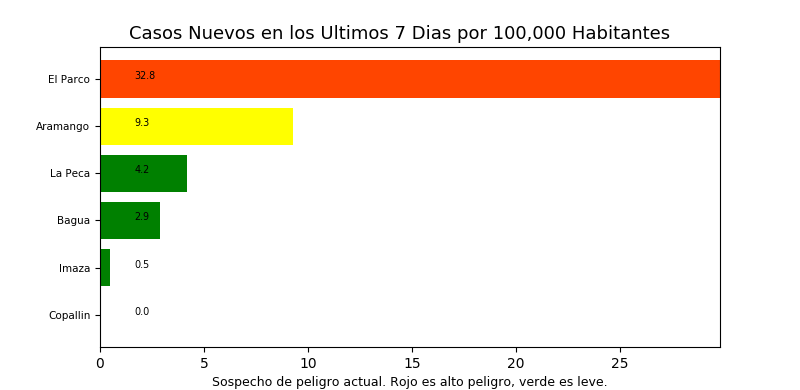 Casos Nuevos en los Ultimos 7 Dias por 100,000 Habitantes
El Parco 32.8
Aramango 9.3
La Peca 4.2
Bagua 2.9
Imaza 0.5
Copallin 0.0
0 5 10 15 20 25
Sospecho de peligro actual. Rojo es alto peligro, verde es leve.